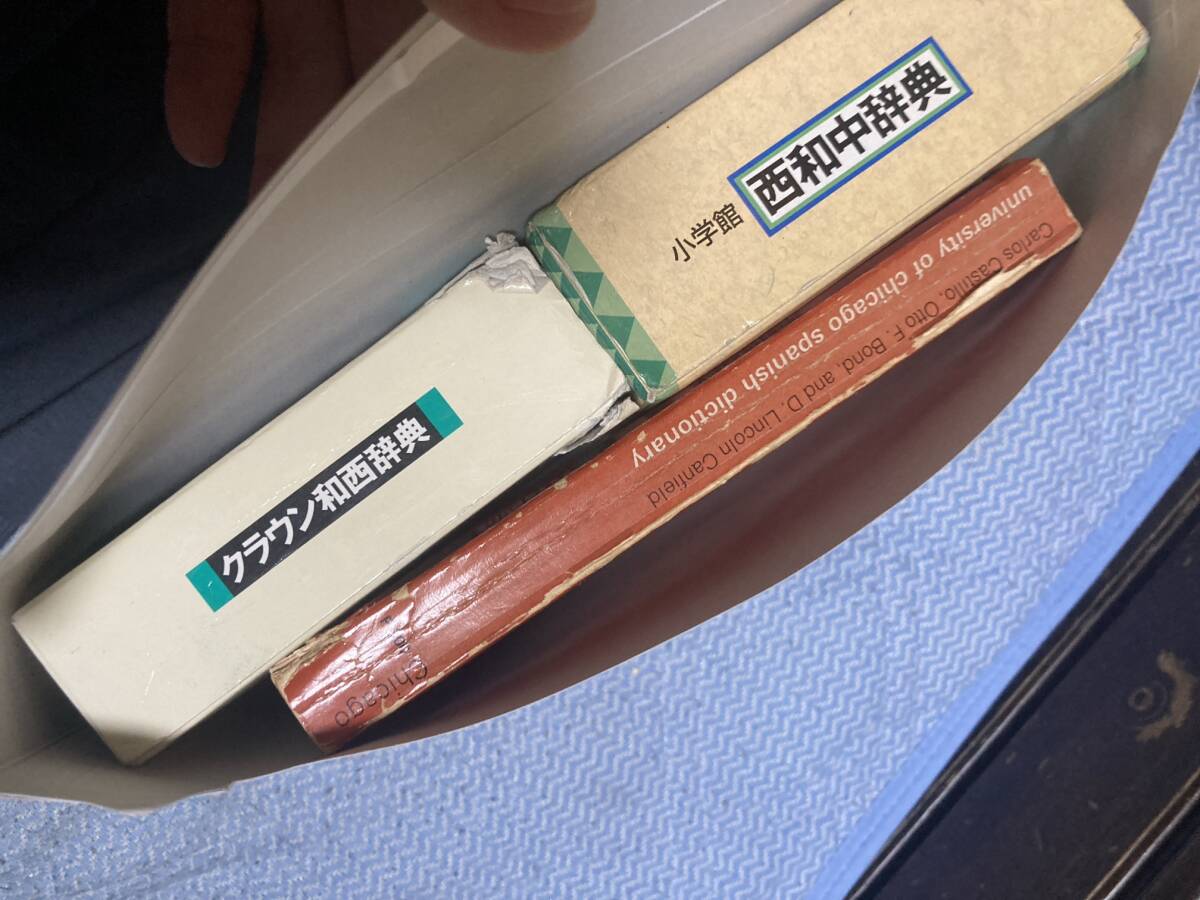 小学館
西和中辞典
クラウン和西辞典
Carlos Castillo, Otto F. Bond, and D. Lincoln Canfield
university of chicago spanish dictionary
Chicago